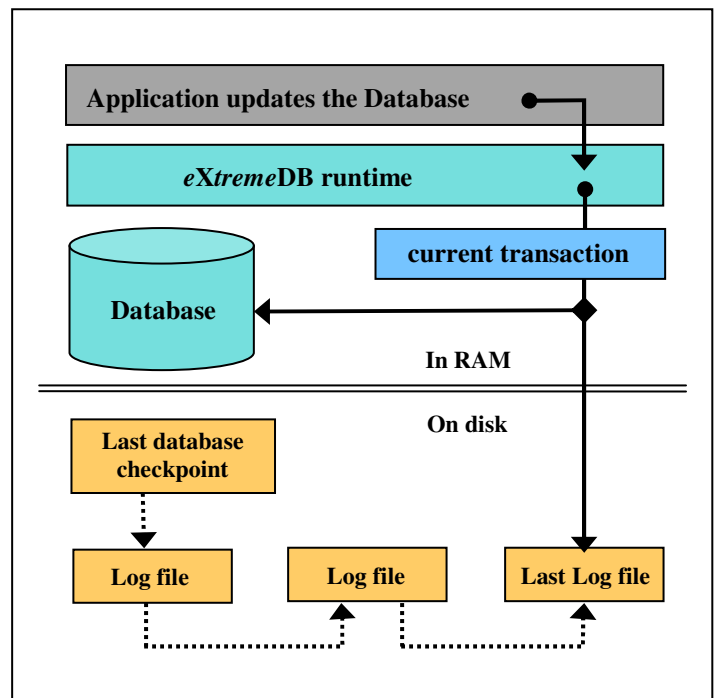 Application updates the Database
eXtremeDB runtime
current transaction
Database
In RAM
On disk
Last database
checkpoint
Log file
Log file
Last Log file